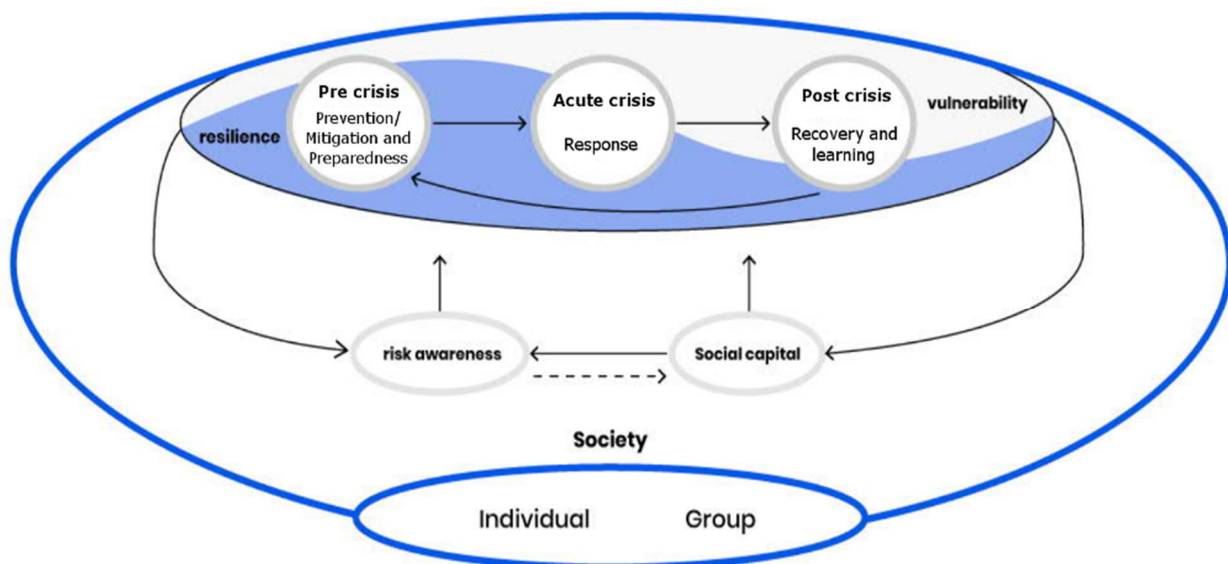 Pre crisis
Prevention/
Mitigation and
Preparedness
Acute crisis
Response
Post crisis
Recovery and
learning
resilience
vulnerability
risk awareness
Social capital
Society
Individual
Group